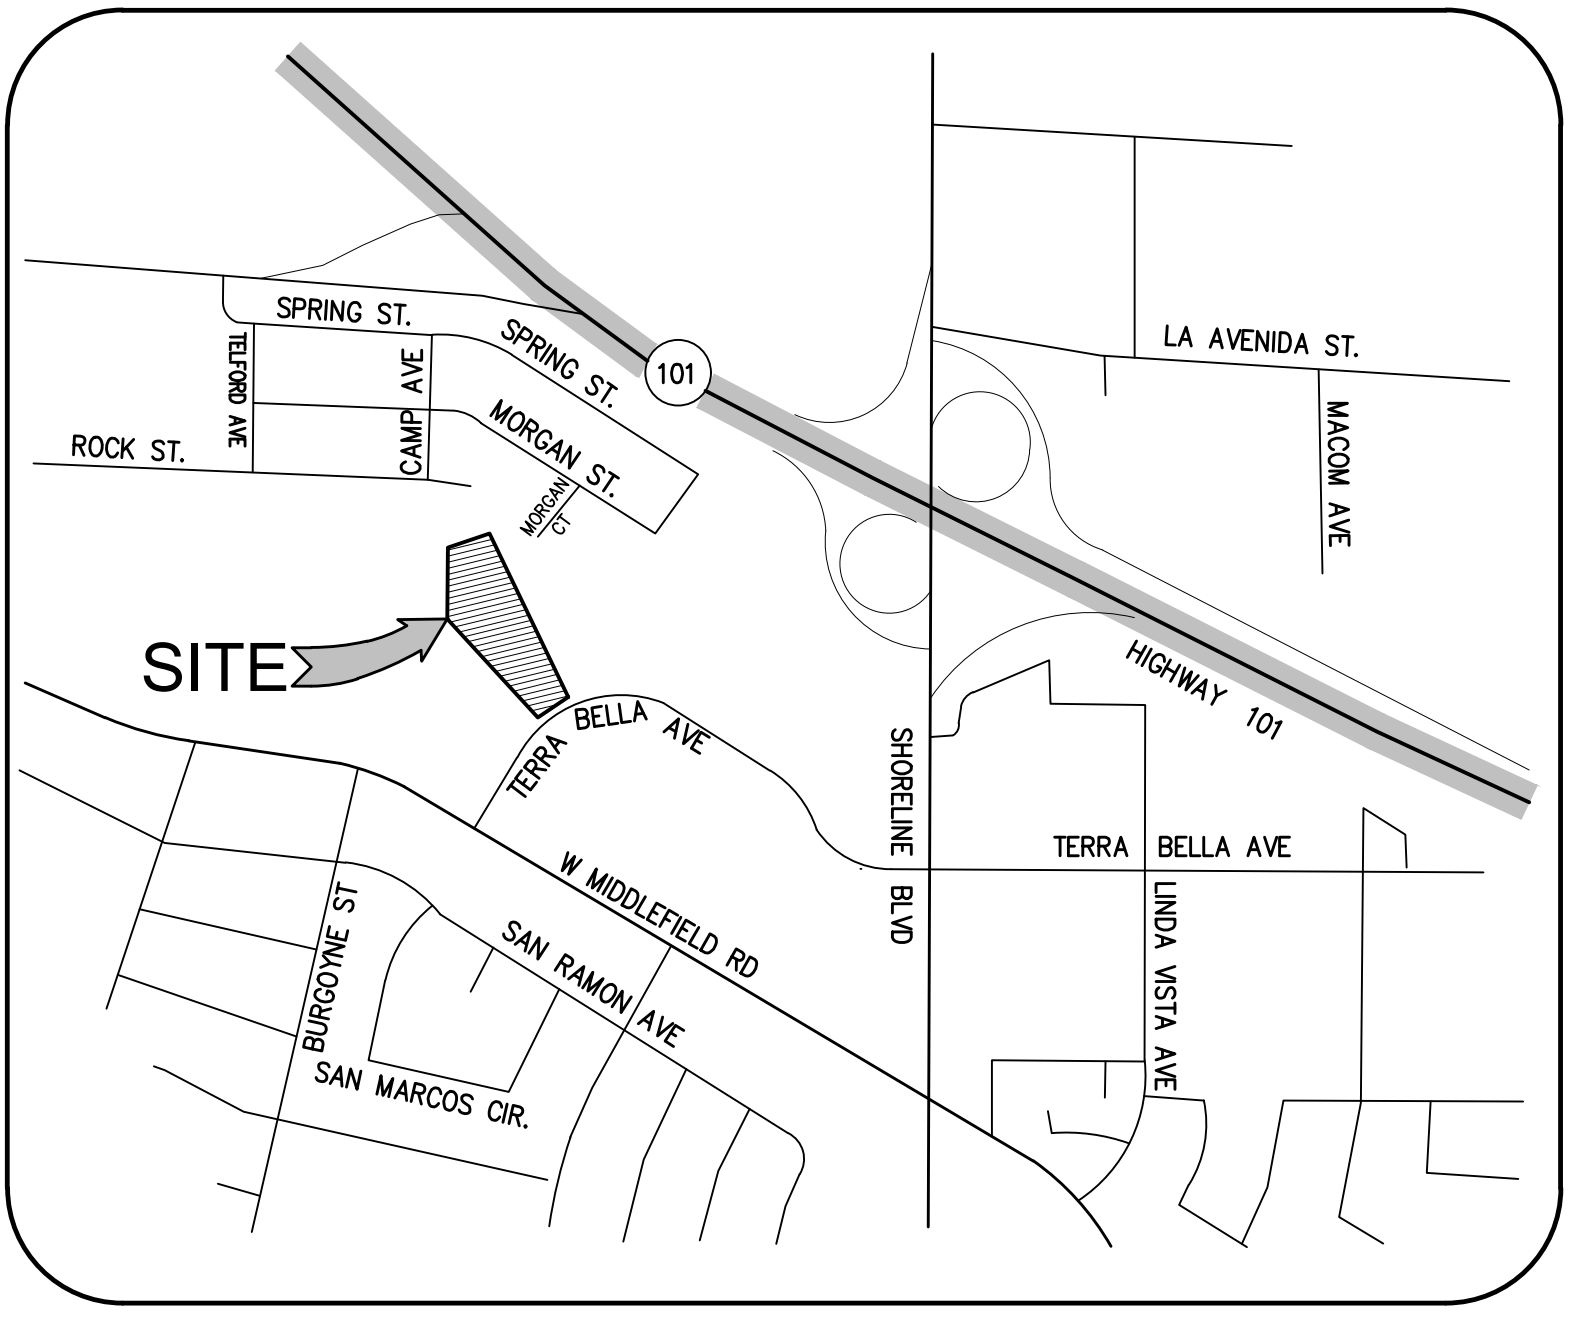 SPRING ST.
SPRING ST.
TELFORD AVE
CAMP AVE
101
LA AVENIDA ST.
MACOM AVE
ROCK ST.
MORGAN ST.
MORGAN
CT
SITE
HIGHWAY 101
TERRA BELLA AVE
SHORELINE BLVD
TERRA BELLA AVE
W MIDDLEFIELD RD
LINDA VISTA AVE
BURGOYNE ST
SAN RAMON AVE
SAN MARCOS CIR.